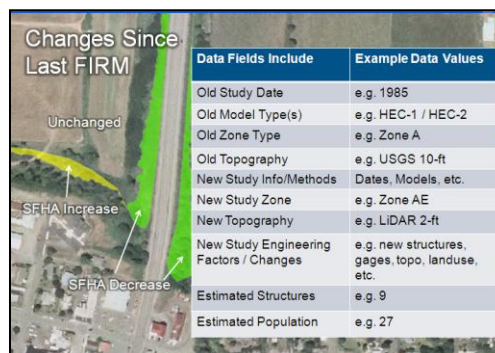 Changes Since
Last FIRM
Unchanged
SFHA Increase
SFHA Decrease
Data Fields Include Example Data Values
Old Study Date e.g. 1985
Old Model Type(s) e.g. HEC-1 / HEC-2
Old Zone Type e.g. Zone A
Old Topography e.g. USGS 10-ft
New Study Info/Methods Dates, Models, etc.
New Study Zone e.g. Zone AE
New Topography e.g. LiDAR 2-ft
New Study Engineering e.g. new structures,
Factors / Changes gages, topo, landuse,
etc.
Estimated Structures e.g. 9
Estimated Population e.g. 27